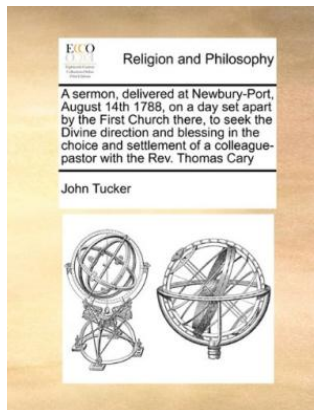 ECCO
Religion and Philosophy
A sermon, delivered at Newbury-Port,
August 14th 1788, on a day set apart
by the First Church there, to seek the
Divine direction and blessing in the
choice and settlement of a colleague-
pastor with the Rev. Thomas Cary
John Tucker